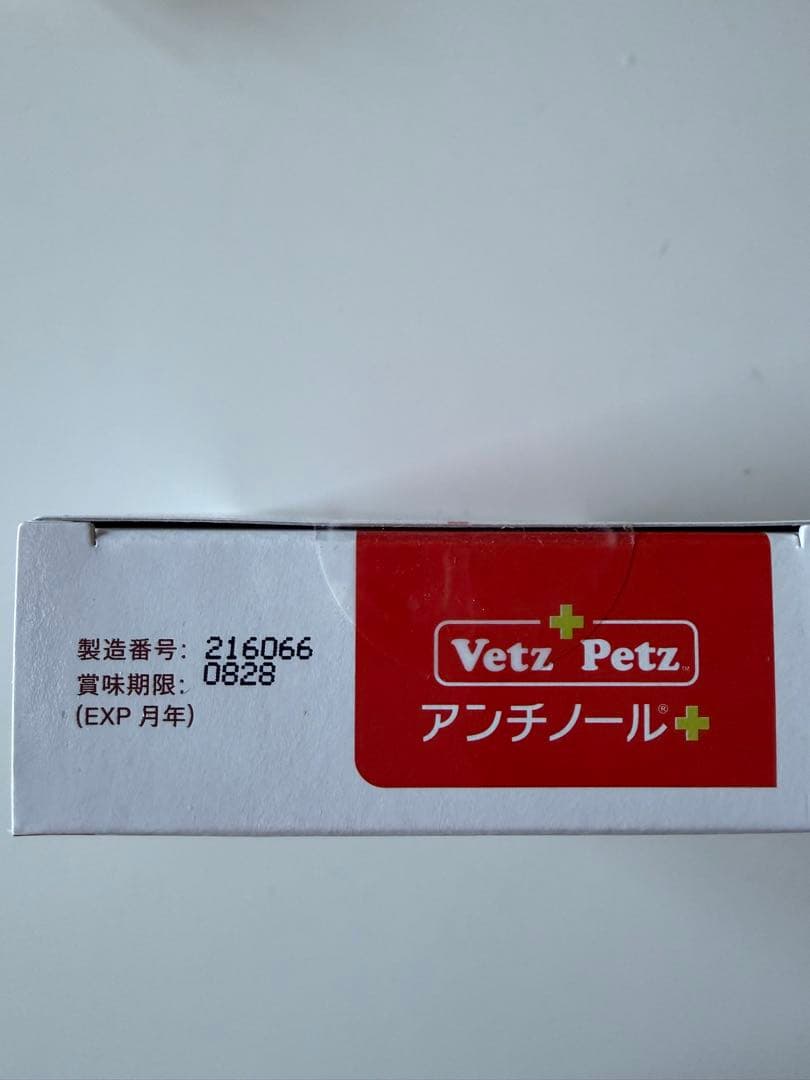 製造番号: 216066
賞味期限: 0828
(EXP 月年)
Vetz Petz™
アンチノール®